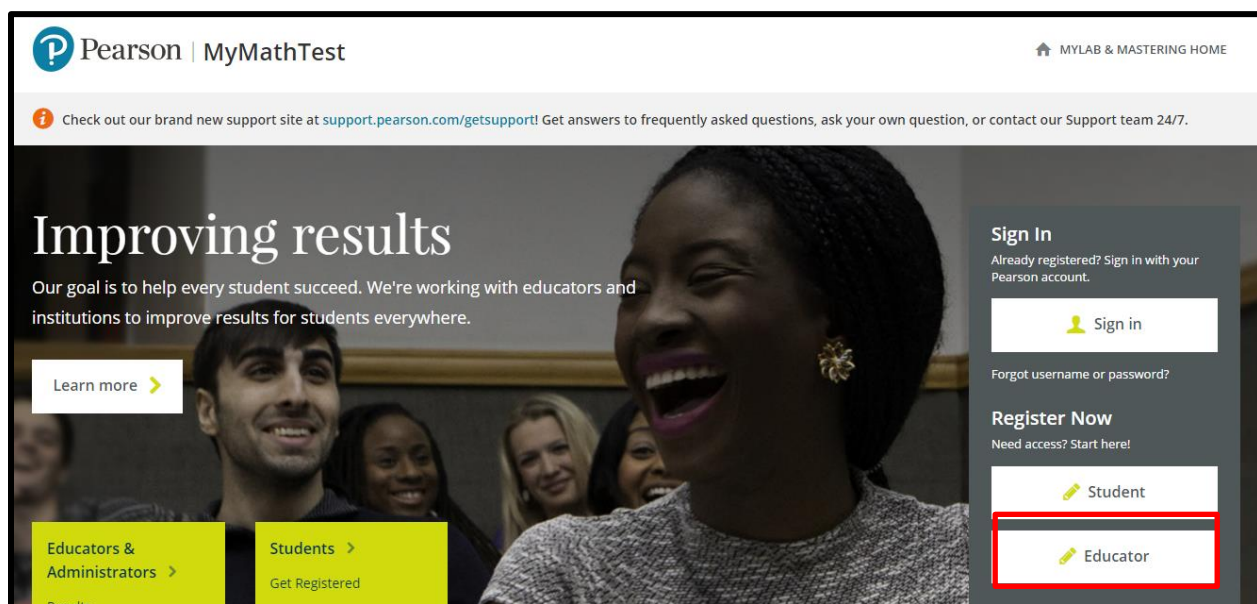 Pearson | MyMathTest
MYLAB & MASTERING HOME
Check out our brand new support site at support.pearson.com/getsupport! Get answers to frequently asked questions, ask your own question, or contact our Support team 24/7.
Improving results
Our goal is to help every student succeed. We're working with educators and
institutions to improve results for students everywhere.
Learn more
Sign In
Already registered? Sign in with your
Pearson account.
Sign in
Forgot username or password?
Register Now
Need access? Start here!
Student
Educator
Educators &
Administrators
Students
Get Registered